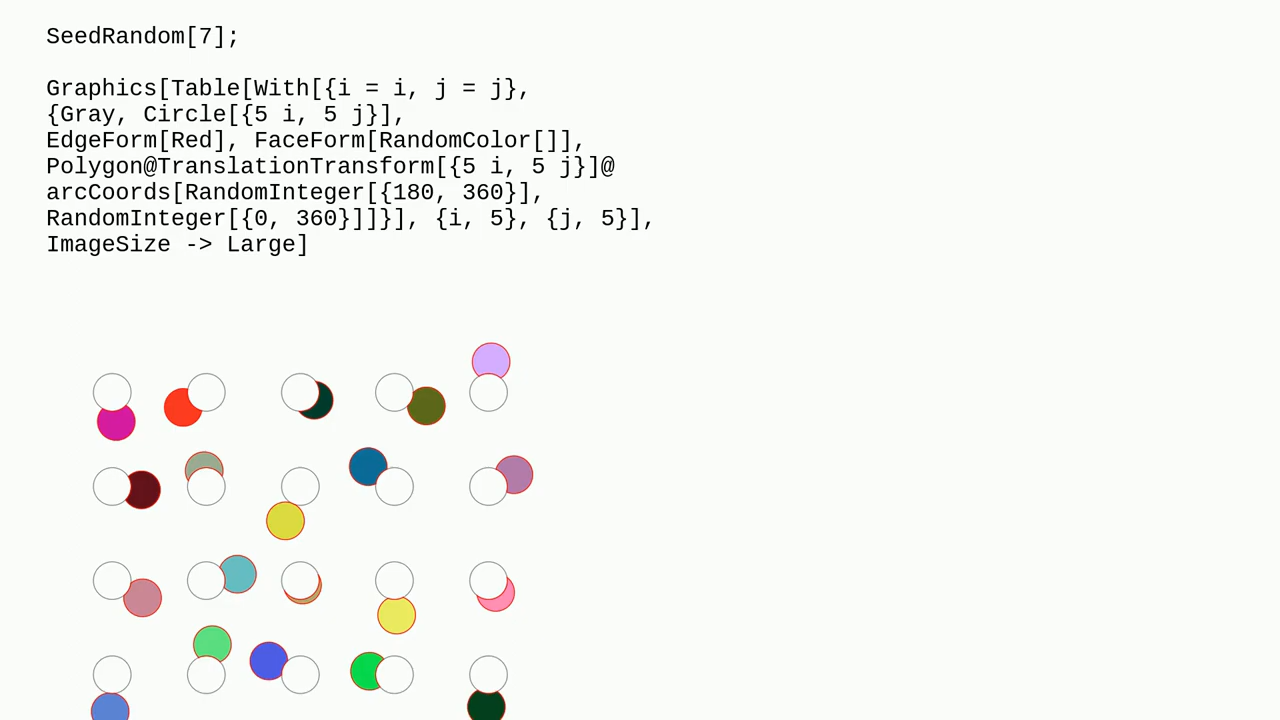 SeedRandom[7];
Graphics[Table[With[{i = i, j = j},
{Gray, Circle[{5 i, 5 j}],
EdgeForm[Red], FaceForm[RandomColor[]],
Polygon@TranslationTransform[{5 i, 5 j}]@
arcCoords[RandomInteger[{180, 360}],
RandomInteger[{0, 360}]]}], {i, 5}, {j, 5}],
ImageSize -> Large]